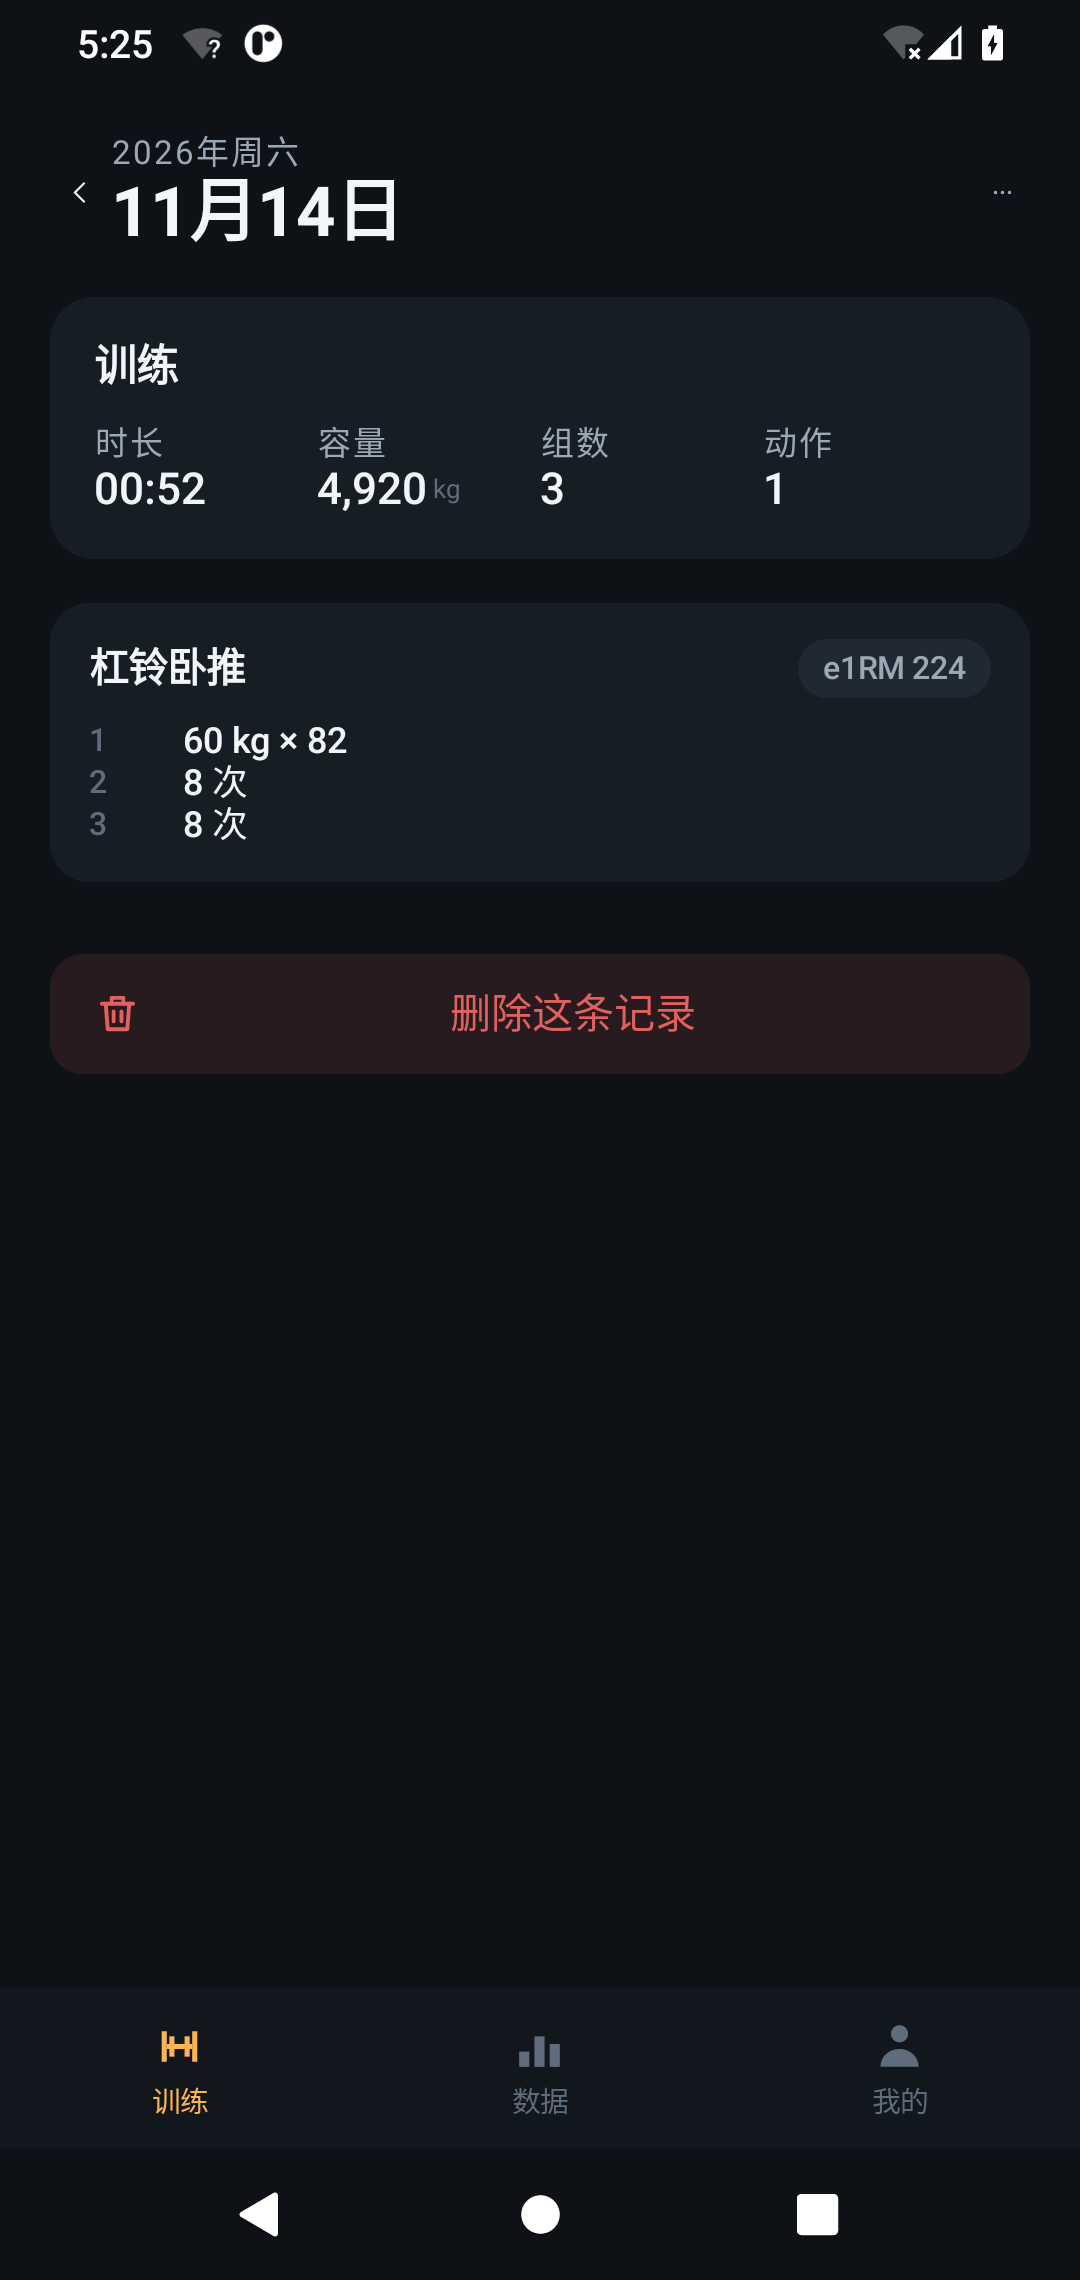 5:25
2026年周六
11月14日
训练
时长 容量 组数 动作
00:52 4,920 kg 3 1
杠铃卧推 e1RM 224
1 60 kg × 82
2 8 次
3 8 次
删除这条记录
训练 数据 我的